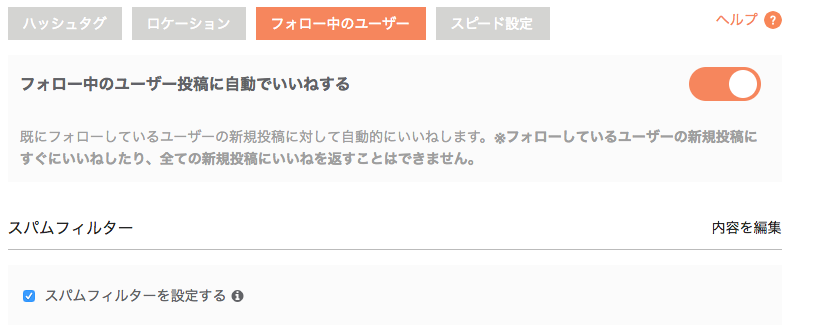 ハッシュタグ ロケーション フォロー中のユーザー スピード設定 ヘルプ ?
フォロー中のユーザー投稿に自動でいいねする
既にフォローしているユーザーの新規投稿に対して自動的にいいねします。※フォローしているユーザーの新規投稿に
すぐにいいねしたり、全ての新規投稿にいいねを返すことはできません。
スパムフィルター 内容を編集
スパムフィルターを設定する